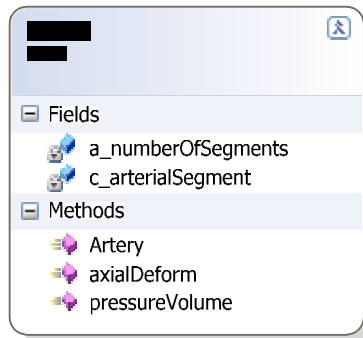 Fields
a_numberOfSegments
c_arterialSegment
Methods
Artery
axialDeform
pressureVolume